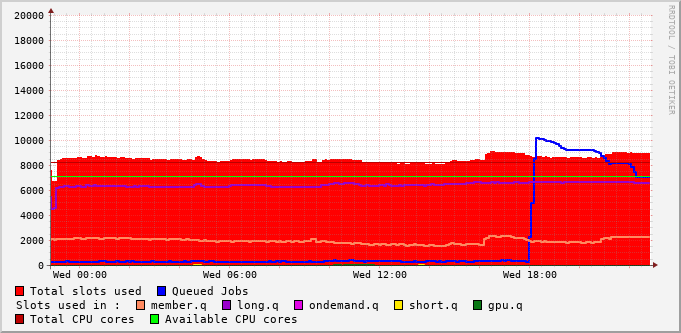 20000
18000
16000
14000
12000
10000
8000
6000
4000
2000
0
Wed 00:00 Wed 06:00 Wed 12:00 Wed 18:00
RRDTOOL / TOBI OETIKER
Total slots used Queued Jobs
Slots used in : member.q long.q ondemand.q short.q gpu.q
Total CPU cores Available CPU cores